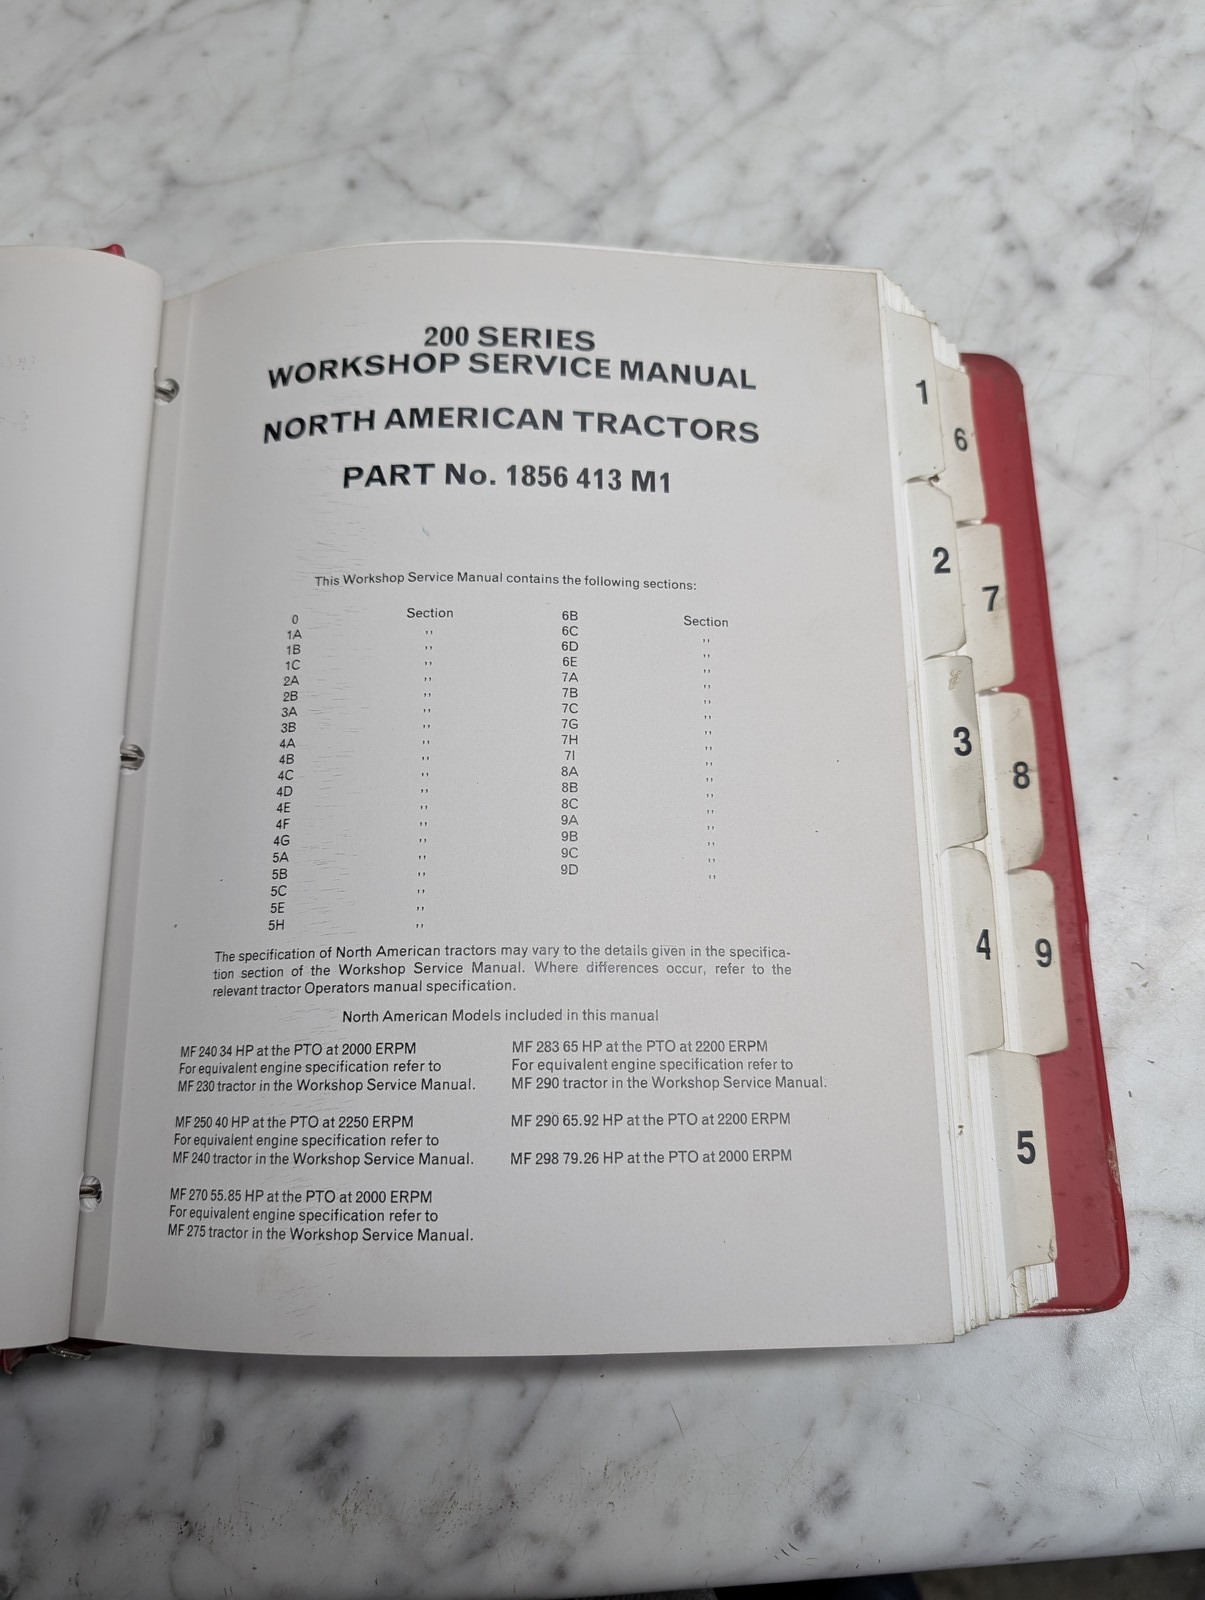 200 SERIES
WORKSHOP SERVICE MANUAL
NORTH AMERICAN TRACTORS
PART No. 1856 413 M1
This Workshop Service Manual contains the following sections:
0 Section
1A ,,
1B ,,
1C ,,
2A ,,
2B ,,
3A ,,
3B ,,
4A ,,
4B ,,
4C ,,
4D ,,
4E ,,
4F ,,
4G ,,
5A ,,
5B ,,
5C ,,
5E ,,
5H ,,
6B Section
6C ,,
6D ,,
6E ,,
7A ,,
7B ,,
7C ,,
7G ,,
7H ,,
7I ,,
8A ,,
8B ,,
8C ,,
9A ,,
9B ,,
9C ,,
9D ,,
The specification of North American tractors may vary to the details given in the specifica-
tion section of the Workshop Service Manual. Where differences occur, refer to the
relevant tractor Operators manual specification.
North American Models included in this manual
MF 240 34 HP at the PTO at 2000 ERPM
For equivalent engine specification refer to
MF 230 tractor in the Workshop Service Manual.
MF 250 40 HP at the PTO at 2250 ERPM
For equivalent engine specification refer to
MF 240 tractor in the Workshop Service Manual.
MF 270 55.85 HP at the PTO at 2000 ERPM
For equivalent engine specification refer to
MF 275 tractor in the Workshop Service Manual.
MF 283 65 HP at the PTO at 2200 ERPM
For equivalent engine specification refer to
MF 290 tractor in the Workshop Service Manual.
MF 290 65.92 HP at the PTO at 2200 ERPM
MF 298 79.26 HP at the PTO at 2000 ERPM
1
2
3
4
5
6
7
8
9